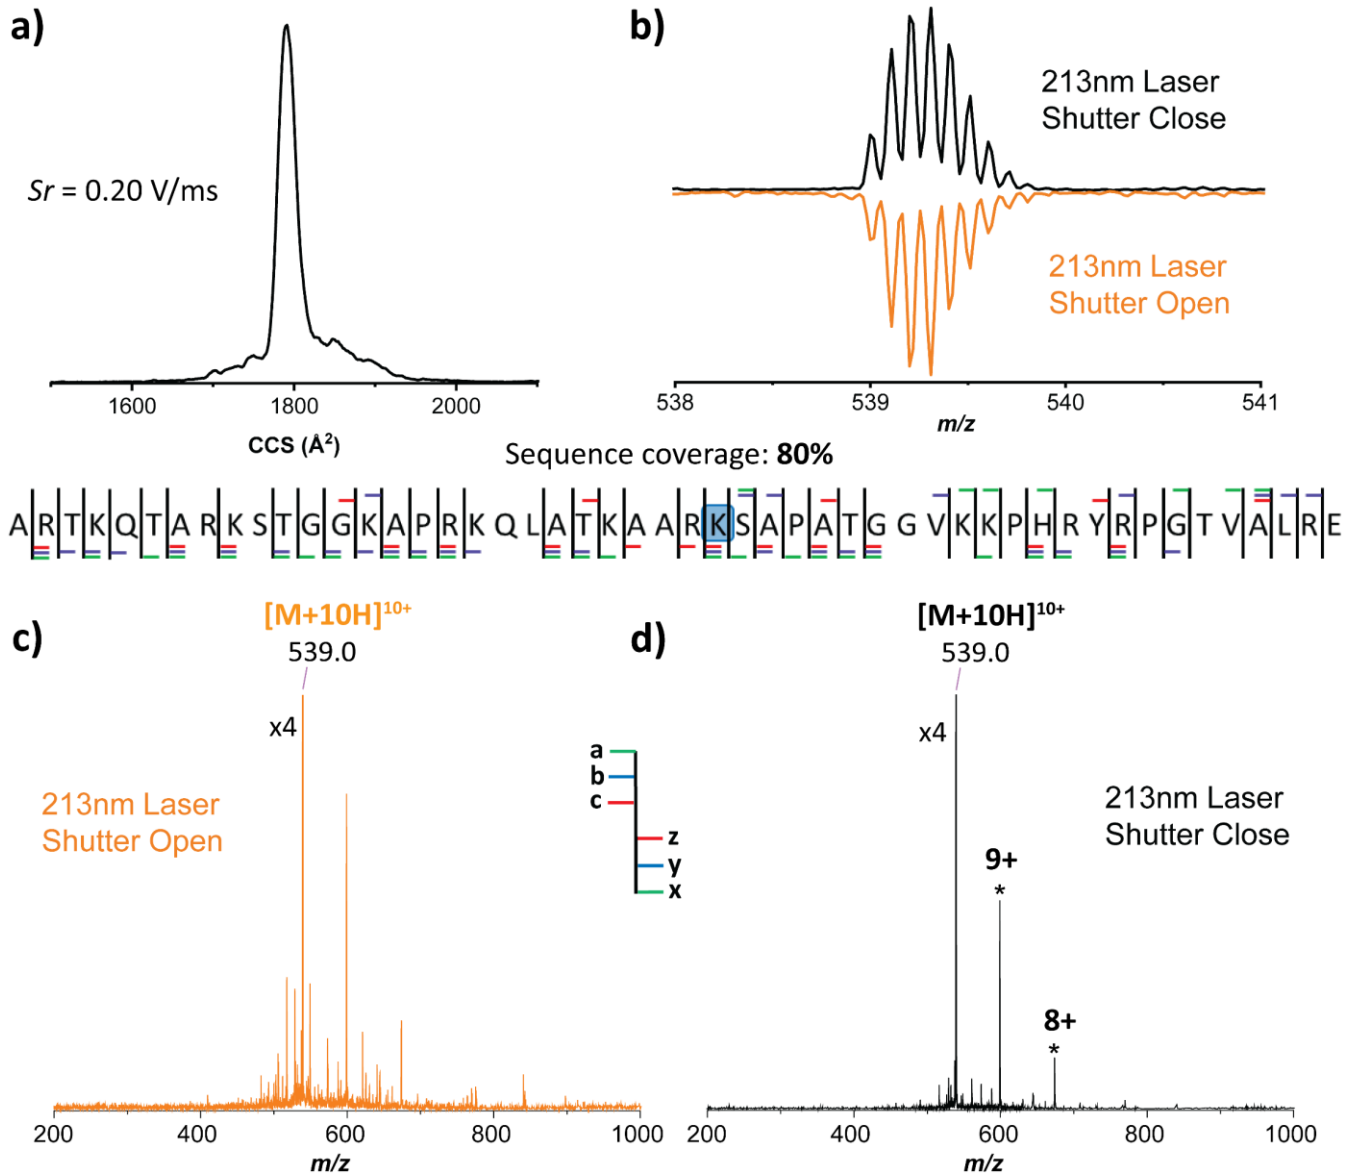 a)
Sr = 0.20 V/ms
1600 1800 2000
CCS (Å²)
b)
213nm Laser
Shutter Close
213nm Laser
Shutter Open
538 539 540 541
m/z
Sequence coverage: 80%
A R T K Q T A R K S T G G K A P R K Q L A T K A A R K S A P A T G G V K K P H R Y R P G T V A L R E
c)
[M+10H]¹⁰⁺
539.0
x4
213nm Laser
Shutter Open
200 400 600 800 1000
m/z
a
b
c
z
y
x
d)
[M+10H]¹⁰⁺
539.0
x4
213nm Laser
Shutter Close
9+
*
8+
*
200 400 600 800 1000
m/z